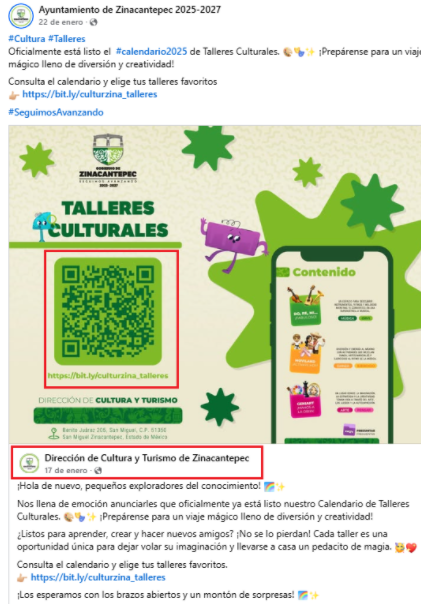 Ayuntamiento de Zinacantepec 2025-2027
22 de enero ·
#Cultura #Talleres
Oficialmente está listo el #calendario2025 de Talleres Culturales. ¡Prepárense para un viaje
mágico lleno de diversión y creatividad!
Consulta el calendario y elige tus talleres favoritos
👉 https://bit.ly/culturzina_talleres
#SeguimosAvanzando
GOBIERNO DE
ZINACANTEPEC
SEGUIMOS AVANZANDO
2025 - 2027
TALLERES
CULTURALES
https://bit.ly/culturzina_talleres
DIRECCIÓN DE CULTURA Y TURISMO
Benito Juárez 205, San Miguel, C.P. 51300
San Miguel Zinacantepec, Estado de México
Contenido
Dirección de Cultura y Turismo de Zinacantepec
17 de enero ·
¡Hola de nuevo, pequeños exploradores del conocimiento!
Nos llena de emoción anunciarles que oficialmente ya está listo nuestro Calendario de Talleres
Culturales. ¡Prepárense para un viaje mágico lleno de diversión y creatividad!
¿Listos para aprender, crear y hacer nuevos amigos? ¡No se lo pierdan! Cada taller es una
oportunidad única para dejar volar su imaginación y llevarse a casa un pedacito de magia.
Consulta el calendario y elige tus talleres favoritos.
👉 https://bit.ly/culturzina_talleres
¡Los esperamos con los brazos abiertos y un montón de sorpresas!